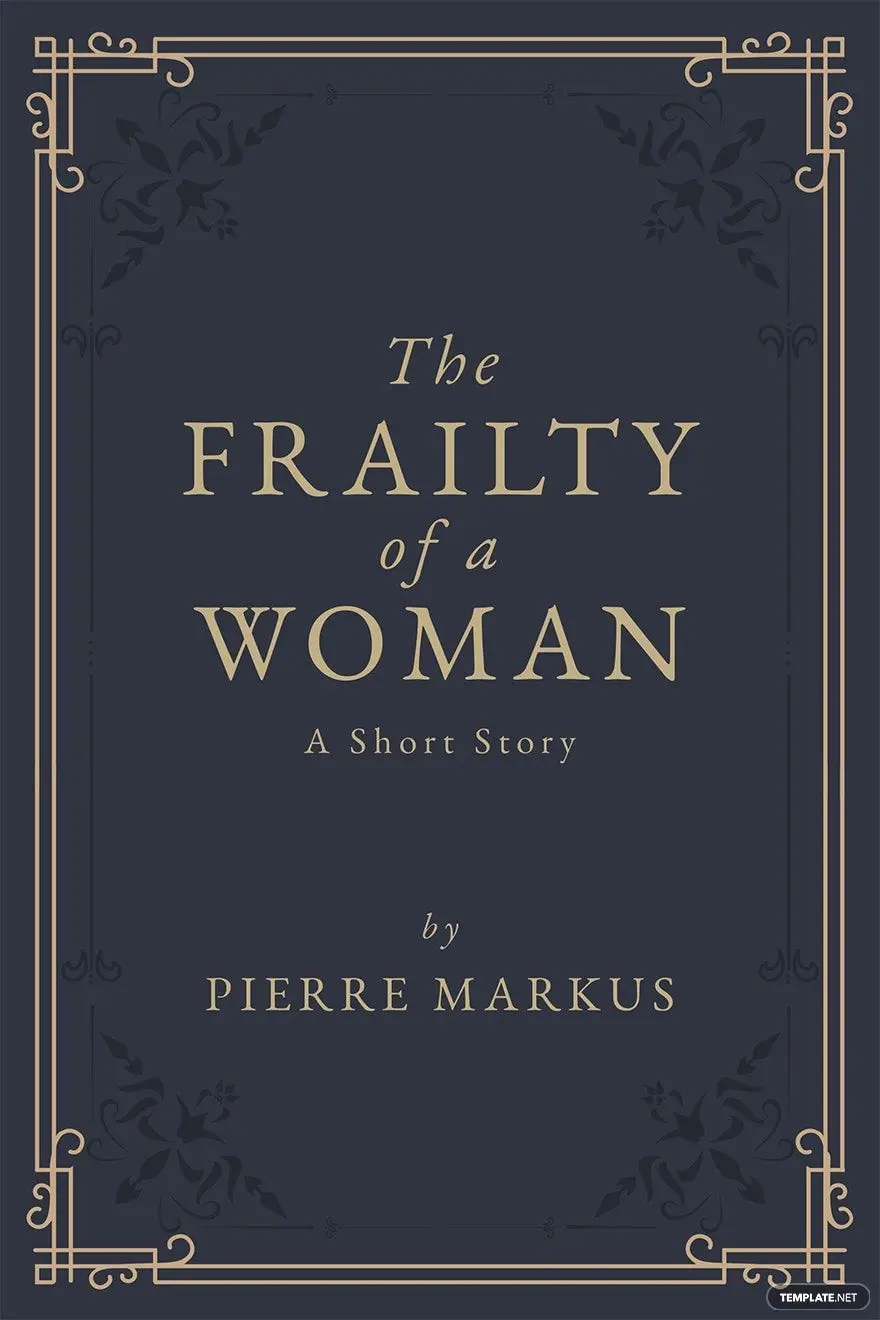 The
FRAILTY
of a
WOMAN
A Short Story
by
PIERRE MARKUS
TEMPLATE.NET